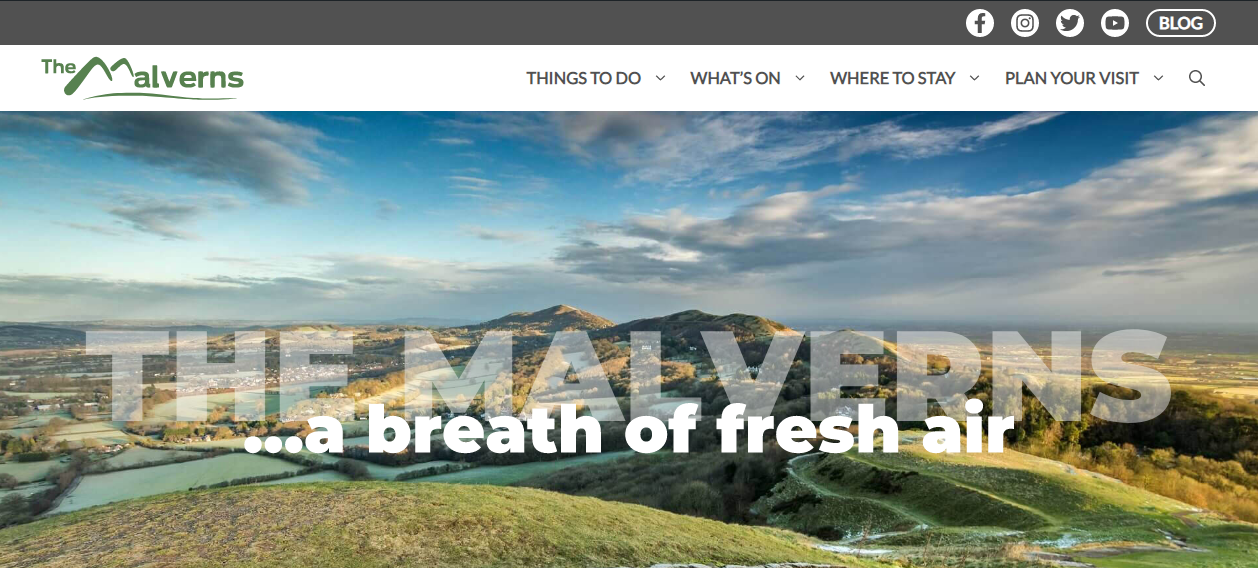 BLOG
The Malverns
THINGS TO DO
WHAT'S ON
WHERE TO STAY
PLAN YOUR VISIT
THE MALVERNS
...a breath of fresh air